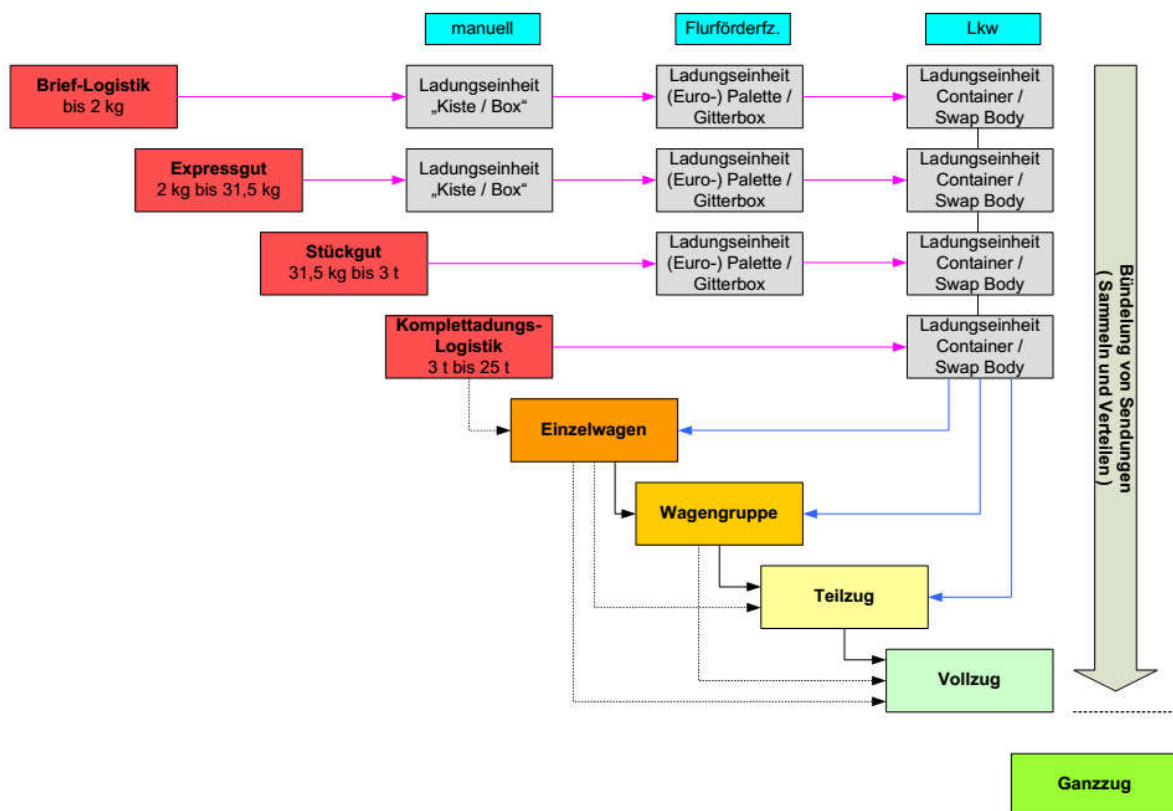 manuell
Flurförderfz.
Lkw
Brief-Logistik
bis 2 kg
Ladungseinheit
„Kiste / Box“
Ladungseinheit
(Euro-) Palette /
Gitterbox
Ladungseinheit
Container /
Swap Body
Expressgut
2 kg bis 31,5 kg
Ladungseinheit
„Kiste / Box“
Ladungseinheit
(Euro-) Palette /
Gitterbox
Ladungseinheit
Container /
Swap Body
Stückgut
31,5 kg bis 3 t
Ladungseinheit
(Euro-) Palette /
Gitterbox
Ladungseinheit
Container /
Swap Body
Komplettadungs-
Logistik
3 t bis 25 t
Ladungseinheit
Container /
Swap Body
Einzelwagen
Wagengruppe
Teilzug
Vollzug
Ganzzug
Bündelung von Sendungen
( Sammeln und Verteilen )